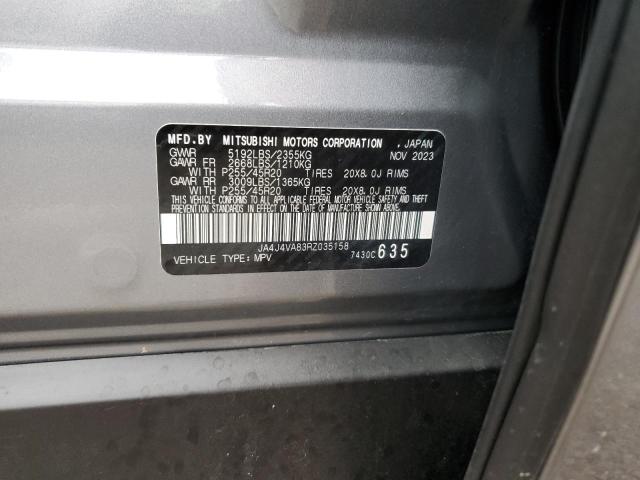 MFD.BY MITSUBISHI MOTORS CORPORATION , JAPAN
GVWR 5192LBS/2355KG NOV 2023
GAWR FR 2668LBS/1210KG
WITH P255/45R20 TIRES 20X8.0J RIMS
GAWR RR 3009LBS/1365KG
WITH P255/45R20 TIRES 20X8.0J RIMS
THIS VEHICLE CONFORMS TO ALL APPLICABLE FEDERAL MOTOR VEHICLE SAFETY AND THEFT
PREVENTION STANDARDS IN EFFECT ON THE DATE OF MANUFACTURE SHOWN ABOVE.
JA4J4VA83RZ035158
VEHICLE TYPE: MPV 7430C 635